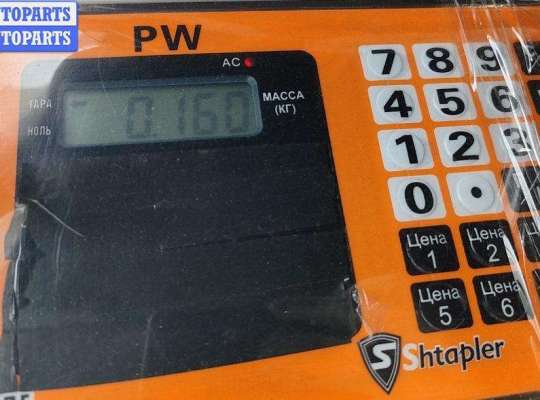 TOPARTS
TOPARTS
PW
AC
ТАРА
НОЛЬ
0.160
МАССА
(КГ)
7 8 9
4 5 6
1 2 3
0 .
Цена
1
Цена
2
Цена
5
Цена
6
S Shtapler